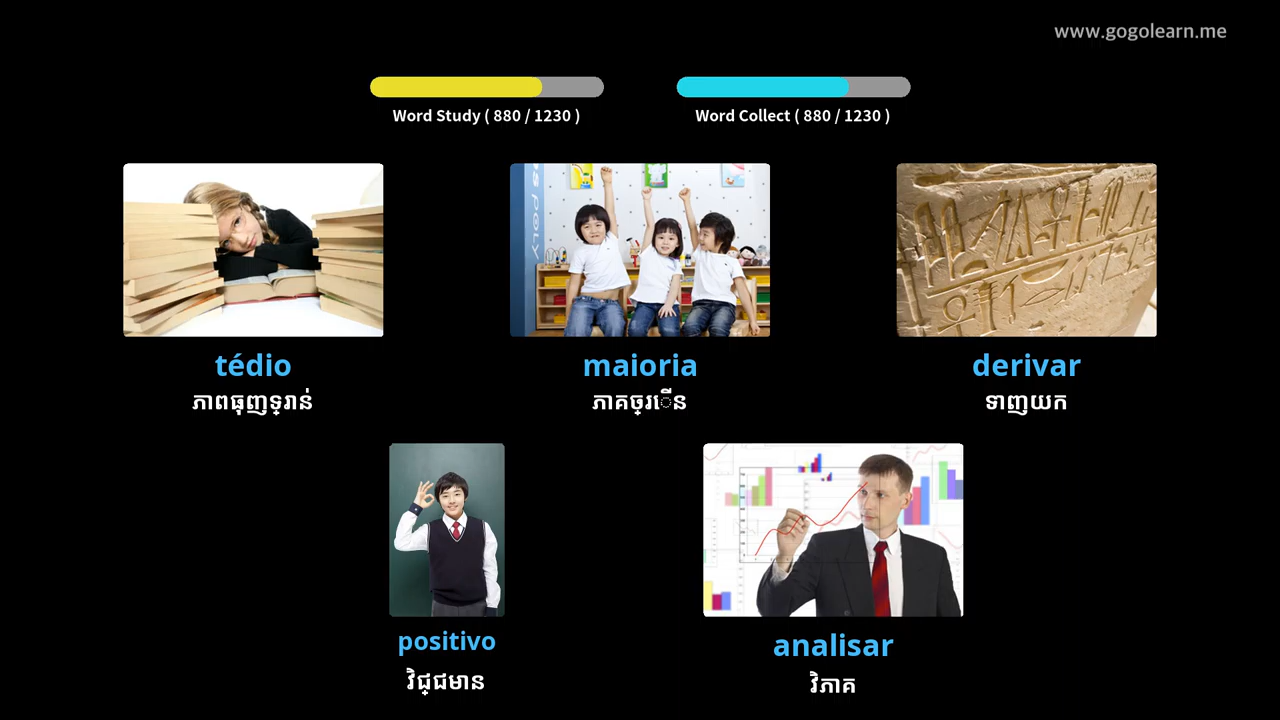 www.gogolearn.me
Word Study ( 880 / 1230 )
Word Collect ( 880 / 1230 )
tédio
maioria
derivar
ភាពធុញទ្រាន់
ភាគច្រើន
ទាញយក
positivo
analisar
វិជ្ជមាន
វិភាគ